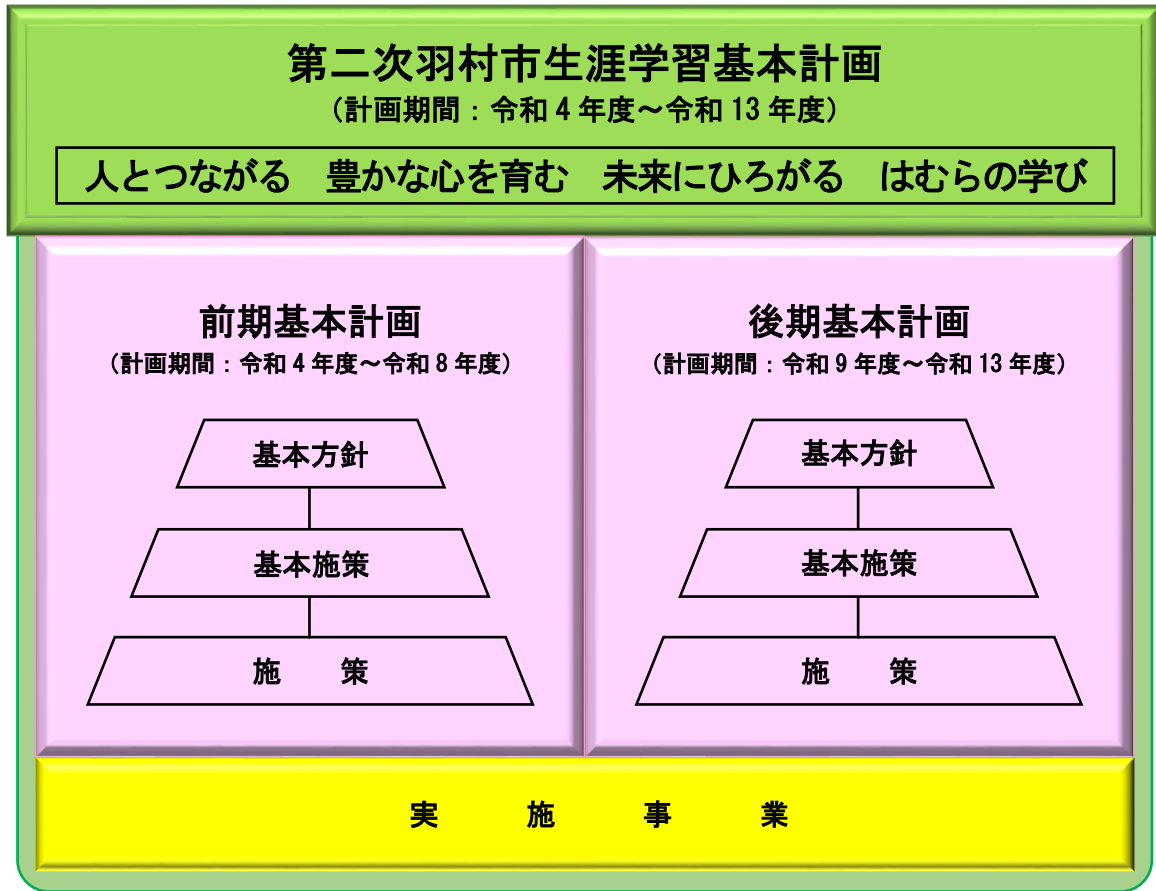 第二次羽村市生涯学習基本計画
（計画期間：令和4年度～令和13年度）
人とつながる　豊かな心を育む　未来にひろがる　はむらの学び
前期基本計画
（計画期間：令和4年度～令和8年度）
基本方針
基本施策
施　　策
後期基本計画
（計画期間：令和9年度～令和13年度）
基本方針
基本施策
施　　策
実　　施　　事　　業